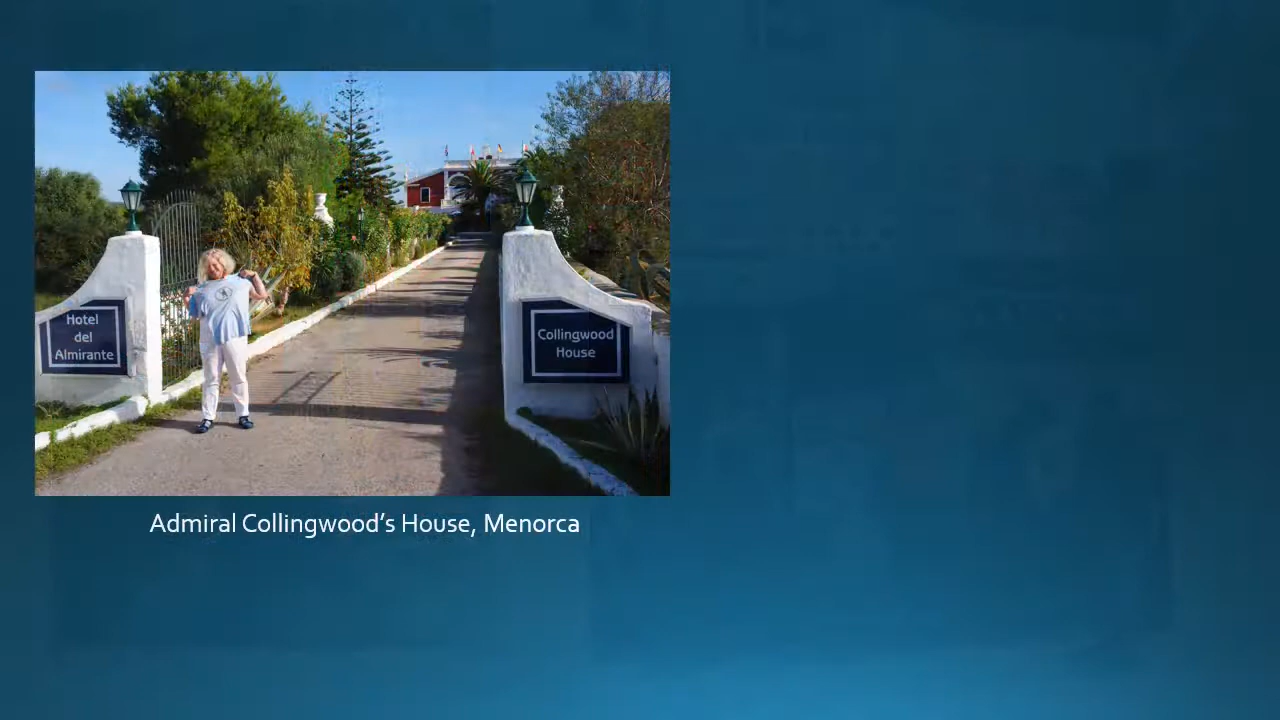 Hotel
del
Almirante
Collingwood
House
Admiral Collingwood’s House, Menorca